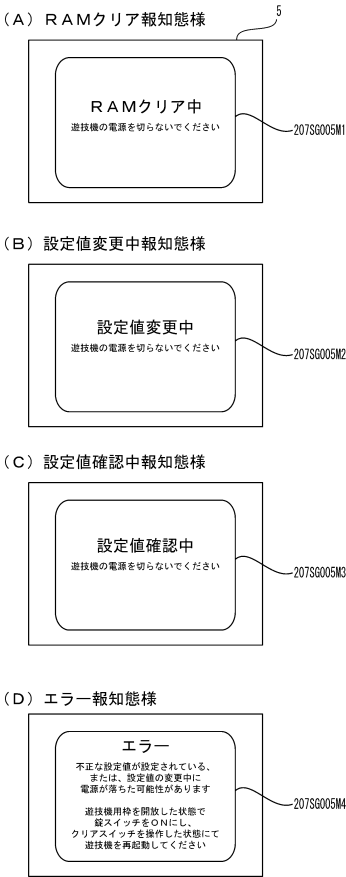 （A）RAMクリア報知態様
5
RAMクリア中
遊技機の電源を切らないでください
207SG005M1
（B）設定値変更中報知態様
設定値変更中
遊技機の電源を切らないでください
207SG005M2
（C）設定値確認中報知態様
設定値確認中
遊技機の電源を切らないでください
207SG005M3
（D）エラー報知態様
エラー
不正な設定値が設定されている、
または、設定値の変更中に
電源が落ちた可能性があります
遊技機用枠を開放した状態で
錠スイッチをONにし、
クリアスイッチを操作した状態にて
遊技機を再起動してください
207SG005M4